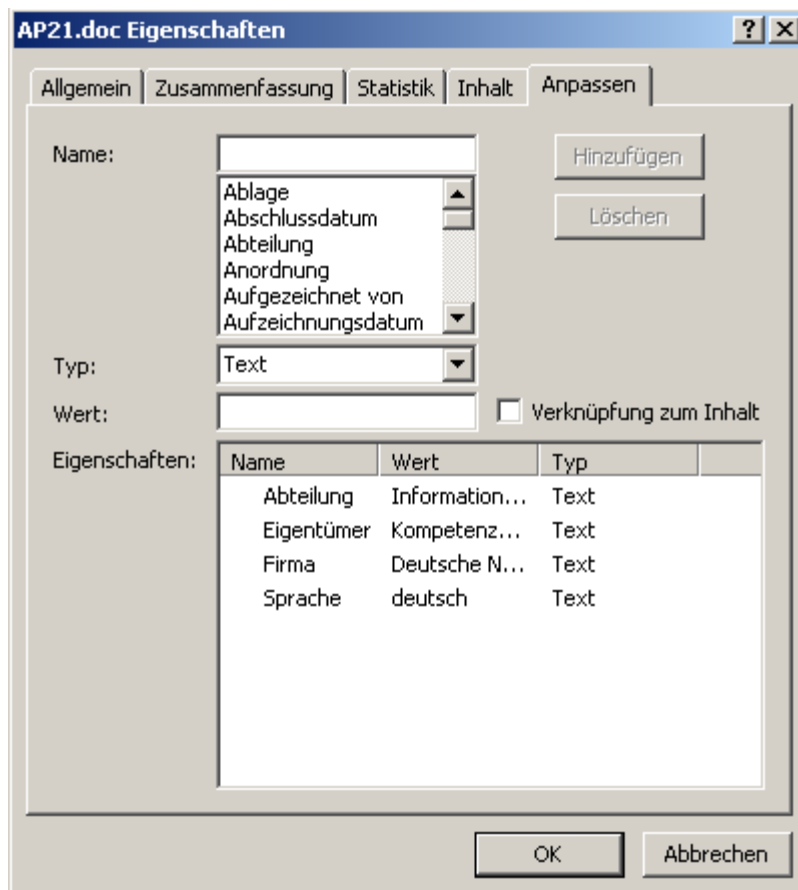 AP21.doc Eigenschaften
Allgemein Zusammenfassung Statistik Inhalt Anpassen
Name:
Hinzufügen
Ablage
Abschlussdatum
Abteilung
Anordnung
Aufgezeichnet von
Aufzeichnungsdatum
Löschen
Typ: Text
Wert: Verknüpfung zum Inhalt
Eigenschaften:
Name Wert Typ
Abteilung Information... Text
Eigentümer Kompetenz... Text
Firma Deutsche N... Text
Sprache deutsch Text
OK Abbrechen